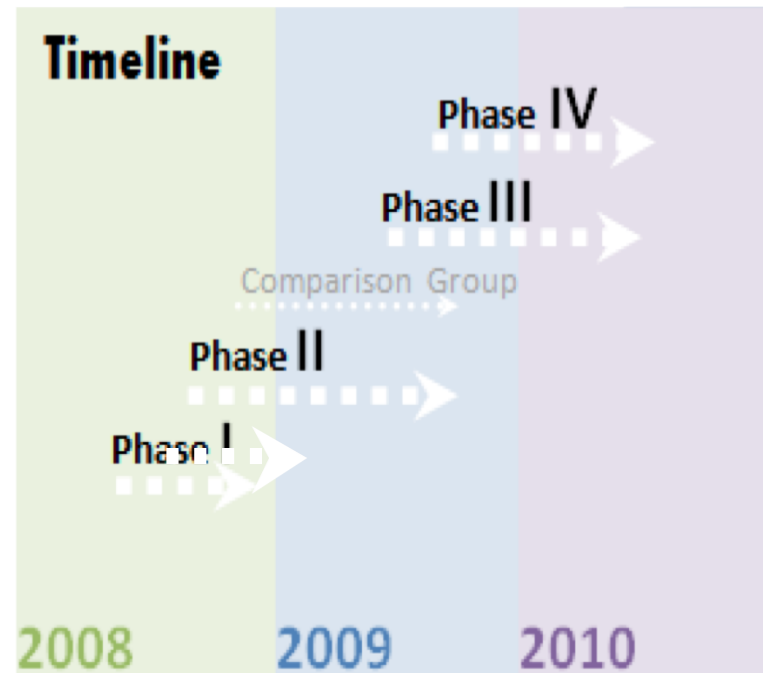 Timeline
Phase IV
Phase III
Comparison Group
Phase II
Phase I
2008 2009 2010